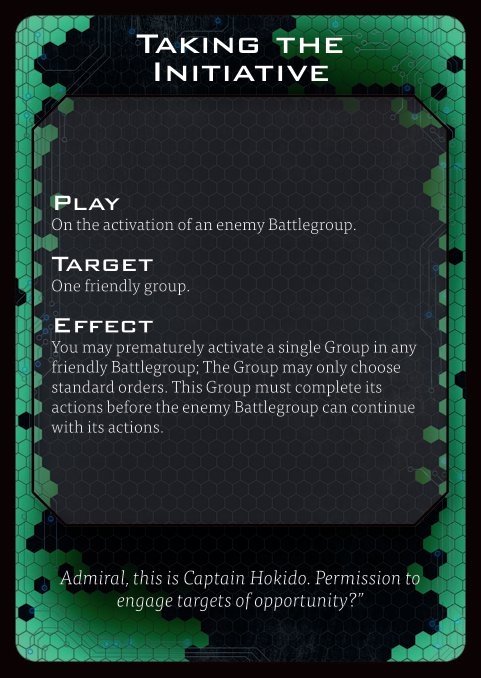 Taking the
Initiative
Play
On the activation of an enemy Battlegroup.
Target
One friendly group.
Effect
You may prematurely activate a single Group in any
friendly Battlegroup; The Group may only choose
standard orders. This Group must complete its
actions before the enemy Battlegroup can continue
with its actions.
Admiral, this is Captain Hokido. Permission to
engage targets of opportunity?”